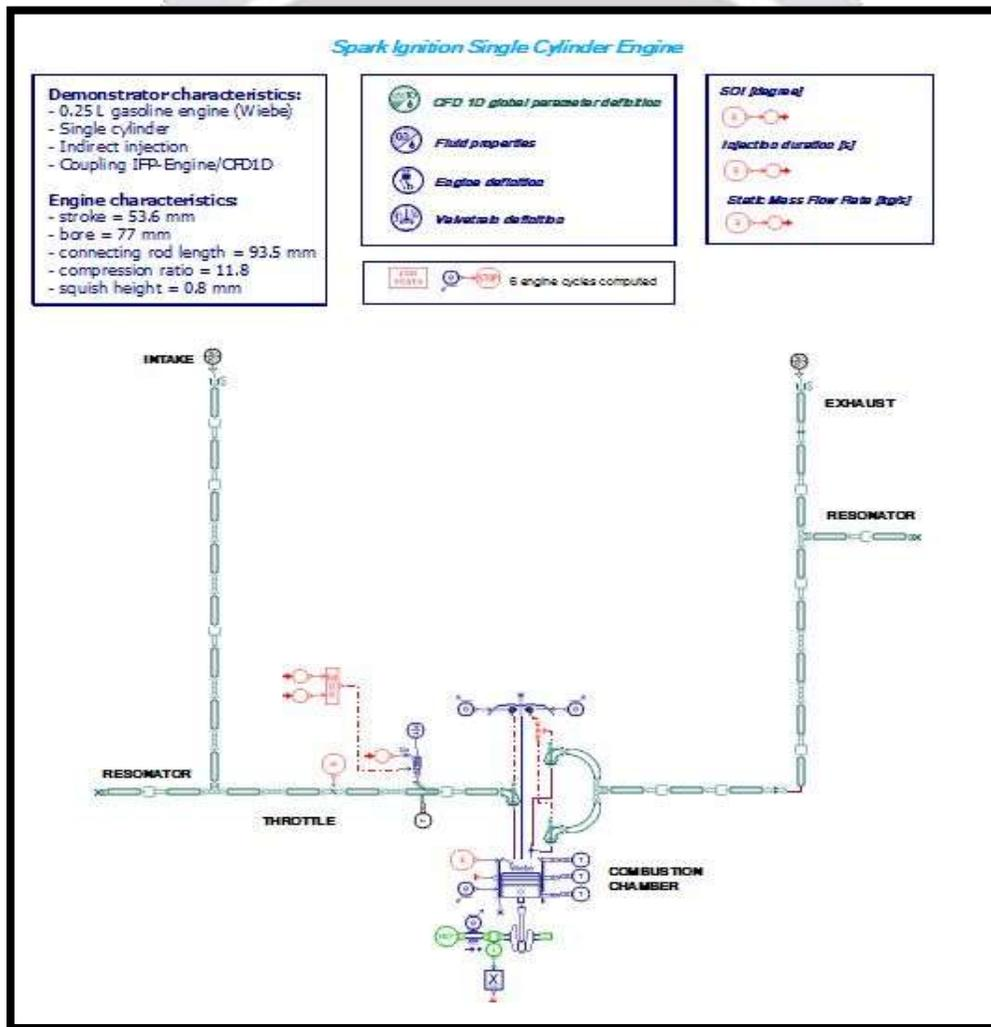 Spark Ignition Single Cylinder Engine
Demonstrator characteristics:
- 0.25 L gasoline engine (Wiebe)
- Single cylinder
- Indirect injection
- Coupling IFP-Engine/CFD1D
Engine characteristics:
- stroke = 53.6 mm
- bore = 77 mm
- connecting rod length = 93.5 mm
- compression ratio = 11.8
- squish height = 0.8 mm
CFD 1D global parameter definition
Fluid properties
Engine definition
Valvetrain definition
STOP
6 engine cycles computed
SOI [degree]
Injection duration [s]
Static Mass Flow Rate [kg/s]
INTAKE
EXHAUST
RESONATOR
RESONATOR
THROTTLE
COMBUSTION
CHAMBER
X